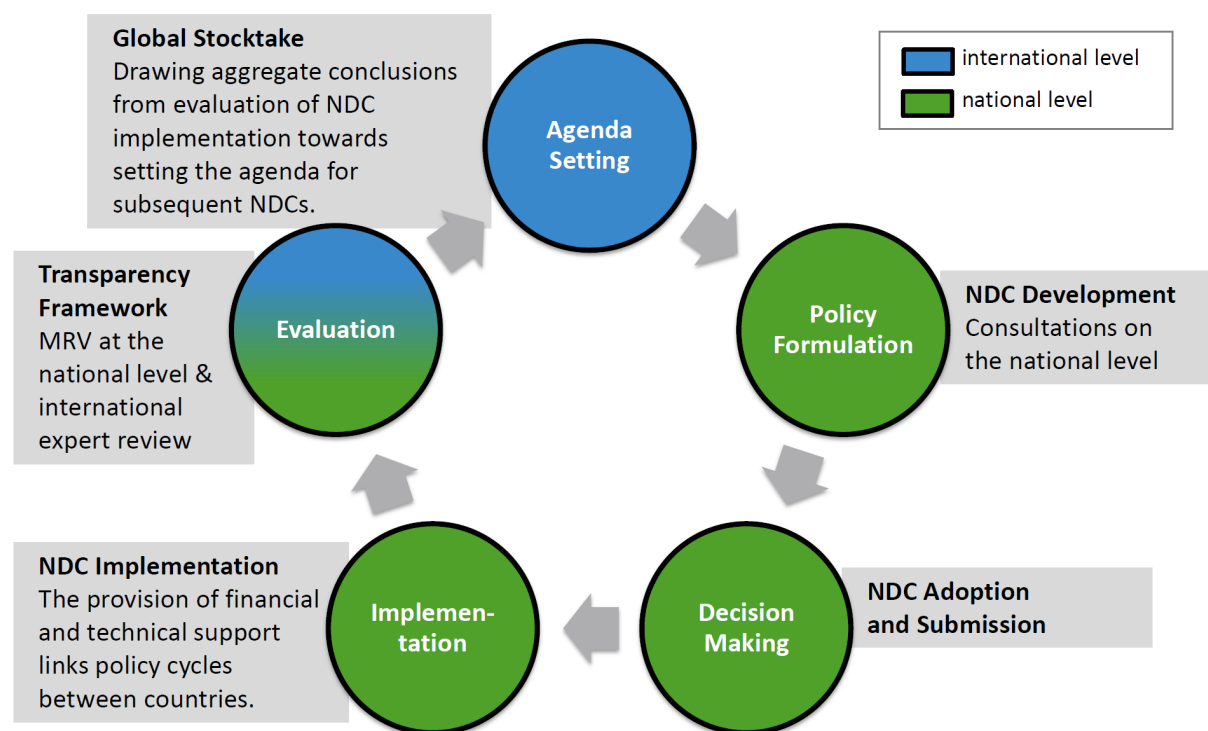 Global Stocktake
Drawing aggregate conclusions
from evaluation of NDC
implementation towards
setting the agenda for
subsequent NDCs.
Agenda
Setting
international level
national level
Transparency
Framework
MRV at the
national level &
international
expert review
Evaluation
Policy
Formulation
NDC Development
Consultations on
the national level
NDC Implementation
The provision of financial
and technical support
links policy cycles
between countries.
Implemen-
tation
Decision
Making
NDC Adoption
and Submission